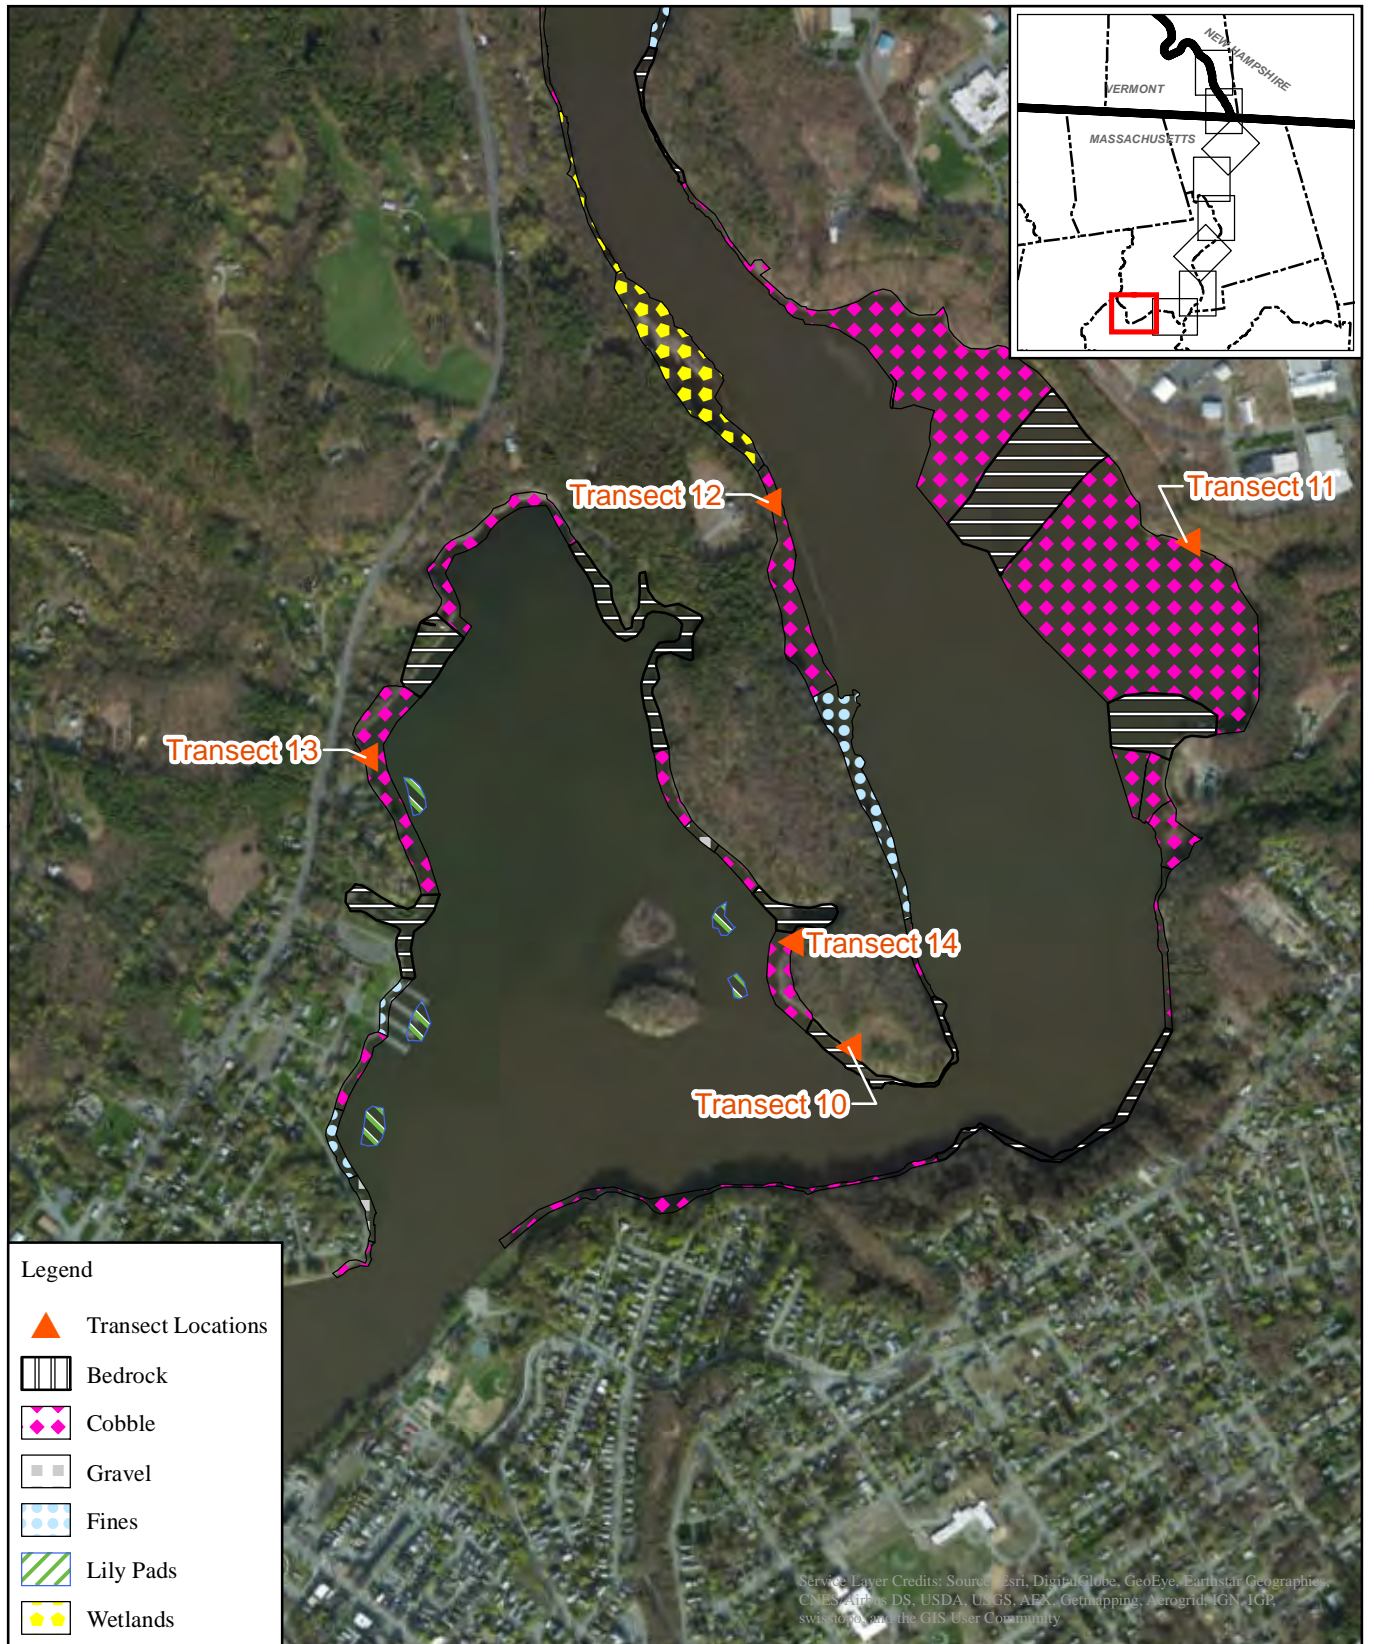 NEW HAMPSHIRE
VERMONT
MASSACHUSETTS
Transect 11
Transect 12
Transect 13
Transect 14
Transect 10
Legend
Transect Locations
Bedrock
Cobble
Gravel
Fines
Lily Pads
Wetlands
Service Layer Credits: Source: Esri, DigitalGlobe, GeoEye, Earthstar Geographics,
CNES/Airbus DS, USDA, USGS, AEX, Getmapping, Aerogrid, IGN, IGP,
swisstopo, and the GIS User Community